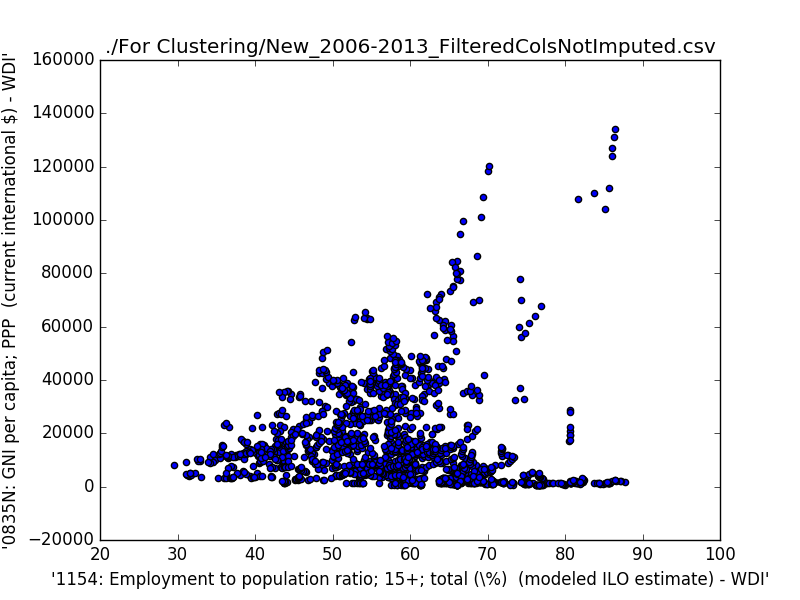 ./For Clustering/New_2006-2013_FilteredColsNotImputed.csv
160000
140000
120000
100000
80000
60000
40000
20000
0
−20000
'0835N: GNI per capita; PPP  (current international $) - WDI'
20 30 40 50 60 70 80 90 100
'1154: Employment to population ratio; 15+; total (\%)  (modeled ILO estimate) - WDI'